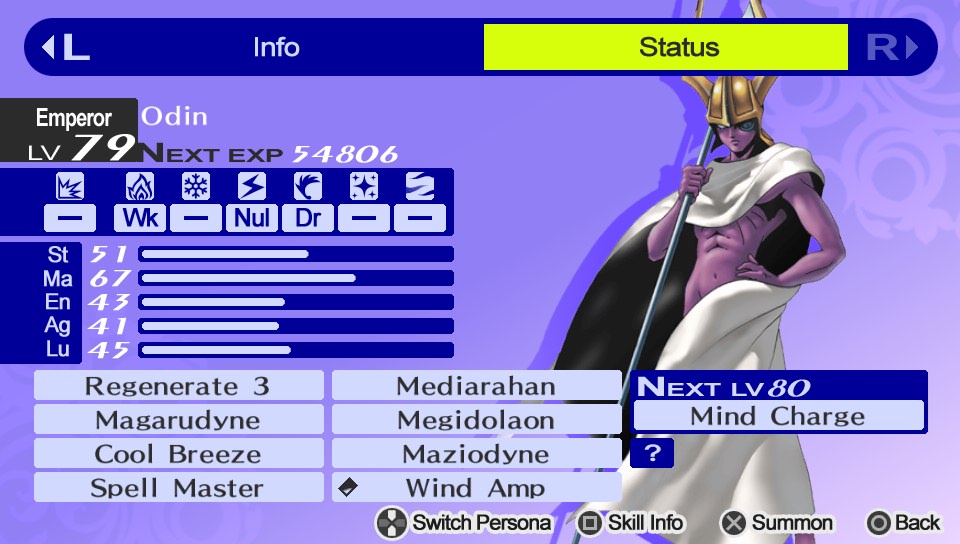 L Info Status R
Emperor Odin
LV 79 NEXT EXP 54806
— Wk — Nul Dr — —
St 51
Ma 67
En 43
Ag 41
Lu 45
Regenerate 3 Mediarahan NEXT LV 80
Magarudyne Megidolaon Mind Charge
Cool Breeze Maziodyne ?
Spell Master Wind Amp
Switch Persona Skill Info Summon Back